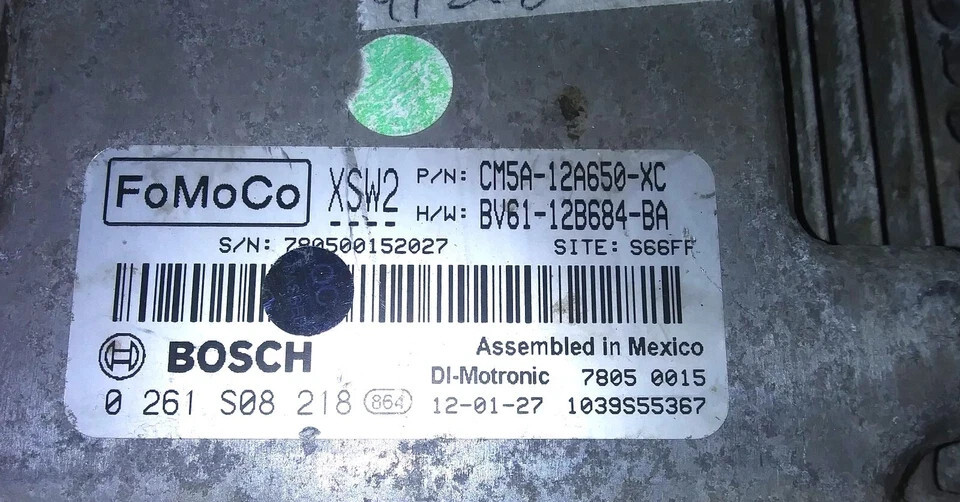 FoMoCo XSW2 P/N: CM5A-12A650-XC
H/W: BV61-12B684-BA
S/N: 780500152027 SITE: S66FF
BOSCH Assembled in Mexico
DI-Motronic 7805 0015
0 261 S08 218 864 12-01-27 1039S55367